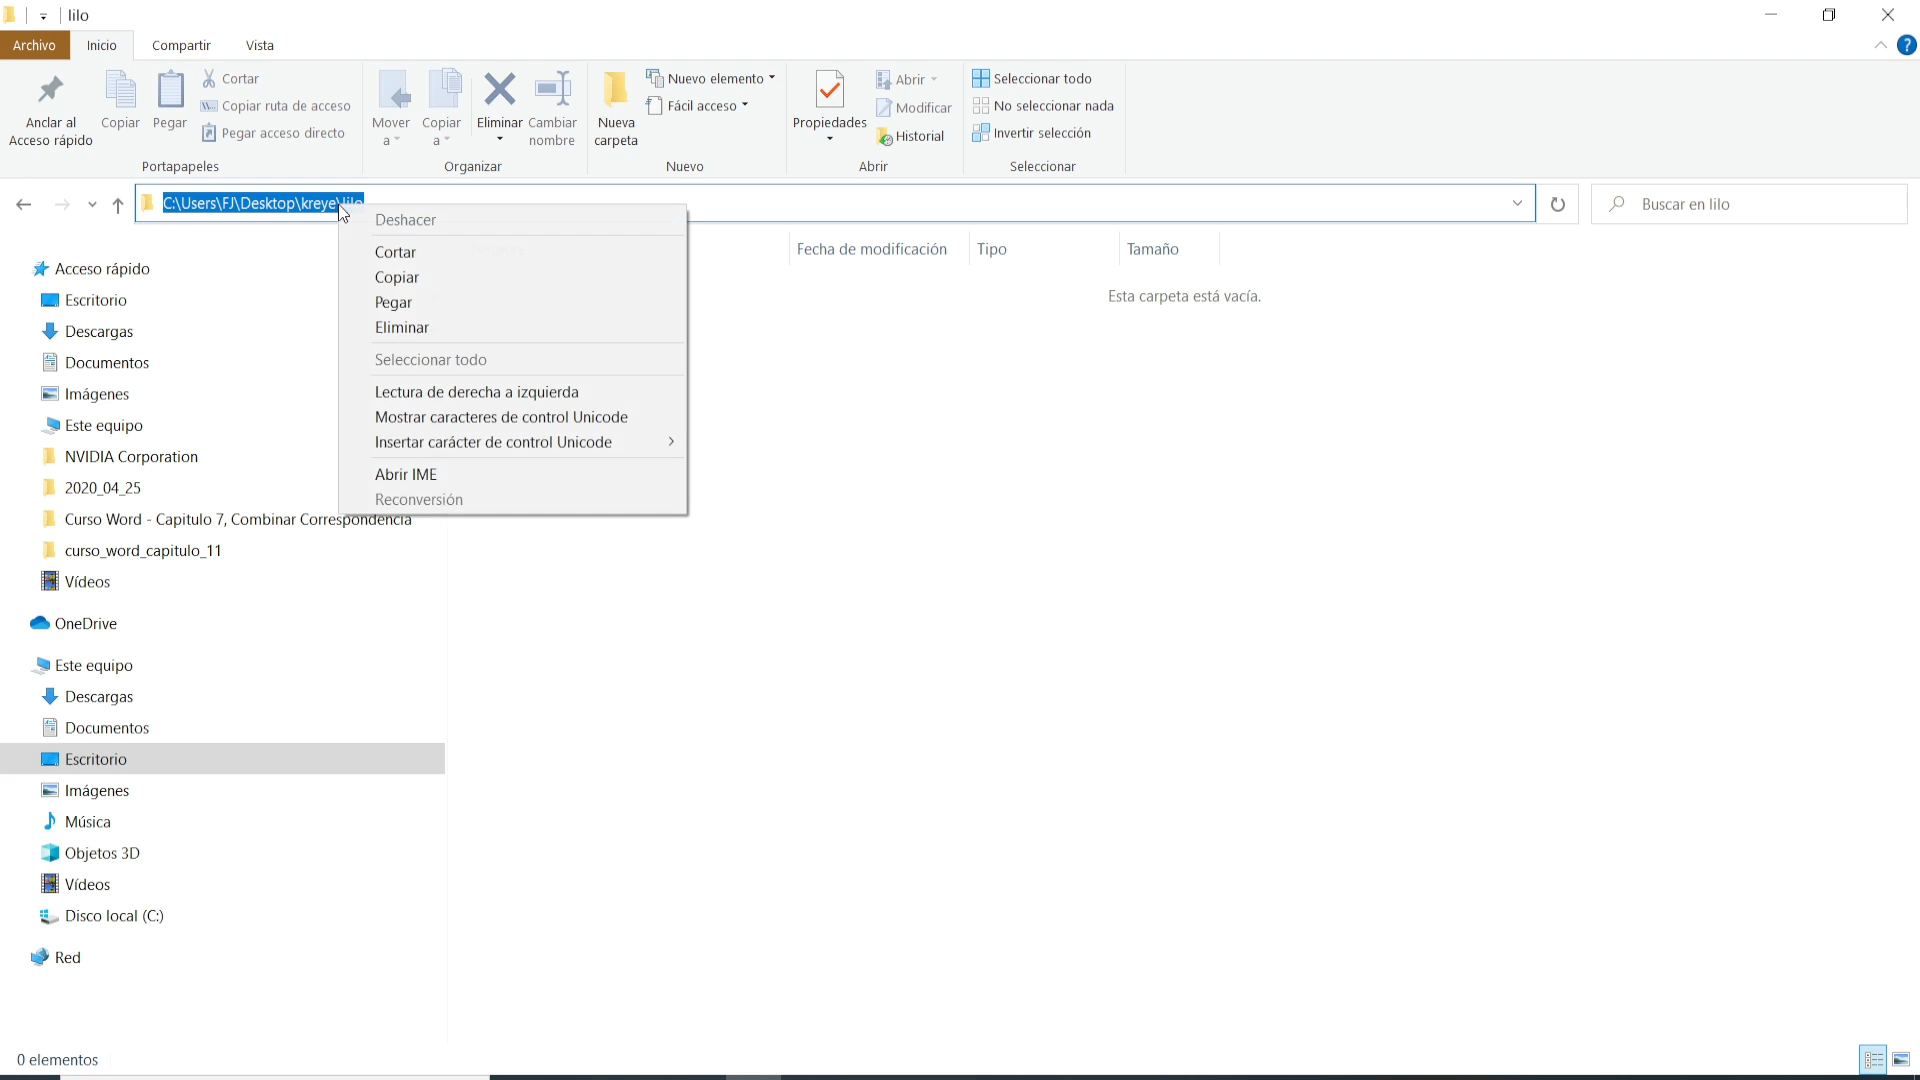 lilo
Archivo Inicio Compartir Vista
Anclar al Acceso rápido
Copiar
Pegar
Cortar
Copiar ruta de acceso
Pegar acceso directo
Portapapeles
Mover a
Copiar a
Eliminar
Cambiar nombre
Organizar
Nueva carpeta
Nuevo elemento
Fácil acceso
Nuevo
Propiedades
Abrir
Modificar
Historial
Abrir
Seleccionar todo
No seleccionar nada
Invertir selección
Seleccionar
C:\Users\FJ\Desktop\kreye\lilo
Buscar en lilo
Fecha de modificación Tipo Tamaño
Esta carpeta está vacía.
Deshacer
Cortar
Copiar
Pegar
Eliminar
Seleccionar todo
Lectura de derecha a izquierda
Mostrar caracteres de control Unicode
Insertar carácter de control Unicode
Abrir IME
Reconversión
Acceso rápido
Escritorio
Descargas
Documentos
Imágenes
Este equipo
NVIDIA Corporation
2020_04_25
Curso Word - Capitulo 7, Combinar Correspondencia
curso_word_capitulo_11
Vídeos
OneDrive
Este equipo
Descargas
Documentos
Escritorio
Imágenes
Música
Objetos 3D
Vídeos
Disco local (C:)
Red
0 elementos